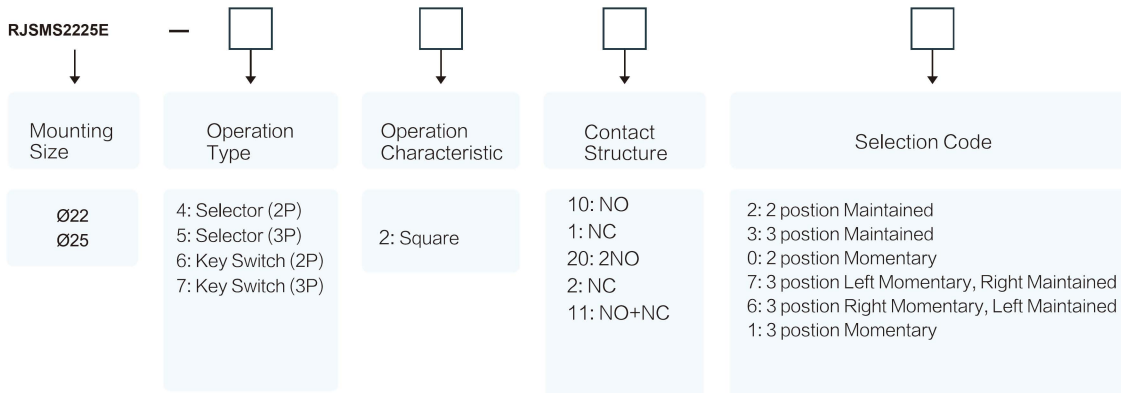 RJSMS2225E —
Mounting
Size
Operation
Type
Operation
Characteristic
Contact
Structure
Selection Code
Ø22
Ø25
4: Selector (2P)
5: Selector (3P)
6: Key Switch (2P)
7: Key Switch (3P)
2: Square
10: NO
1: NC
20: 2NO
2: NC
11: NO+NC
2: 2 postion Maintained
3: 3 postion Maintained
0: 2 postion Momentary
7: 3 postion Left Momentary, Right Maintained
6: 3 postion Right Momentary, Left Maintained
1: 3 postion Momentary